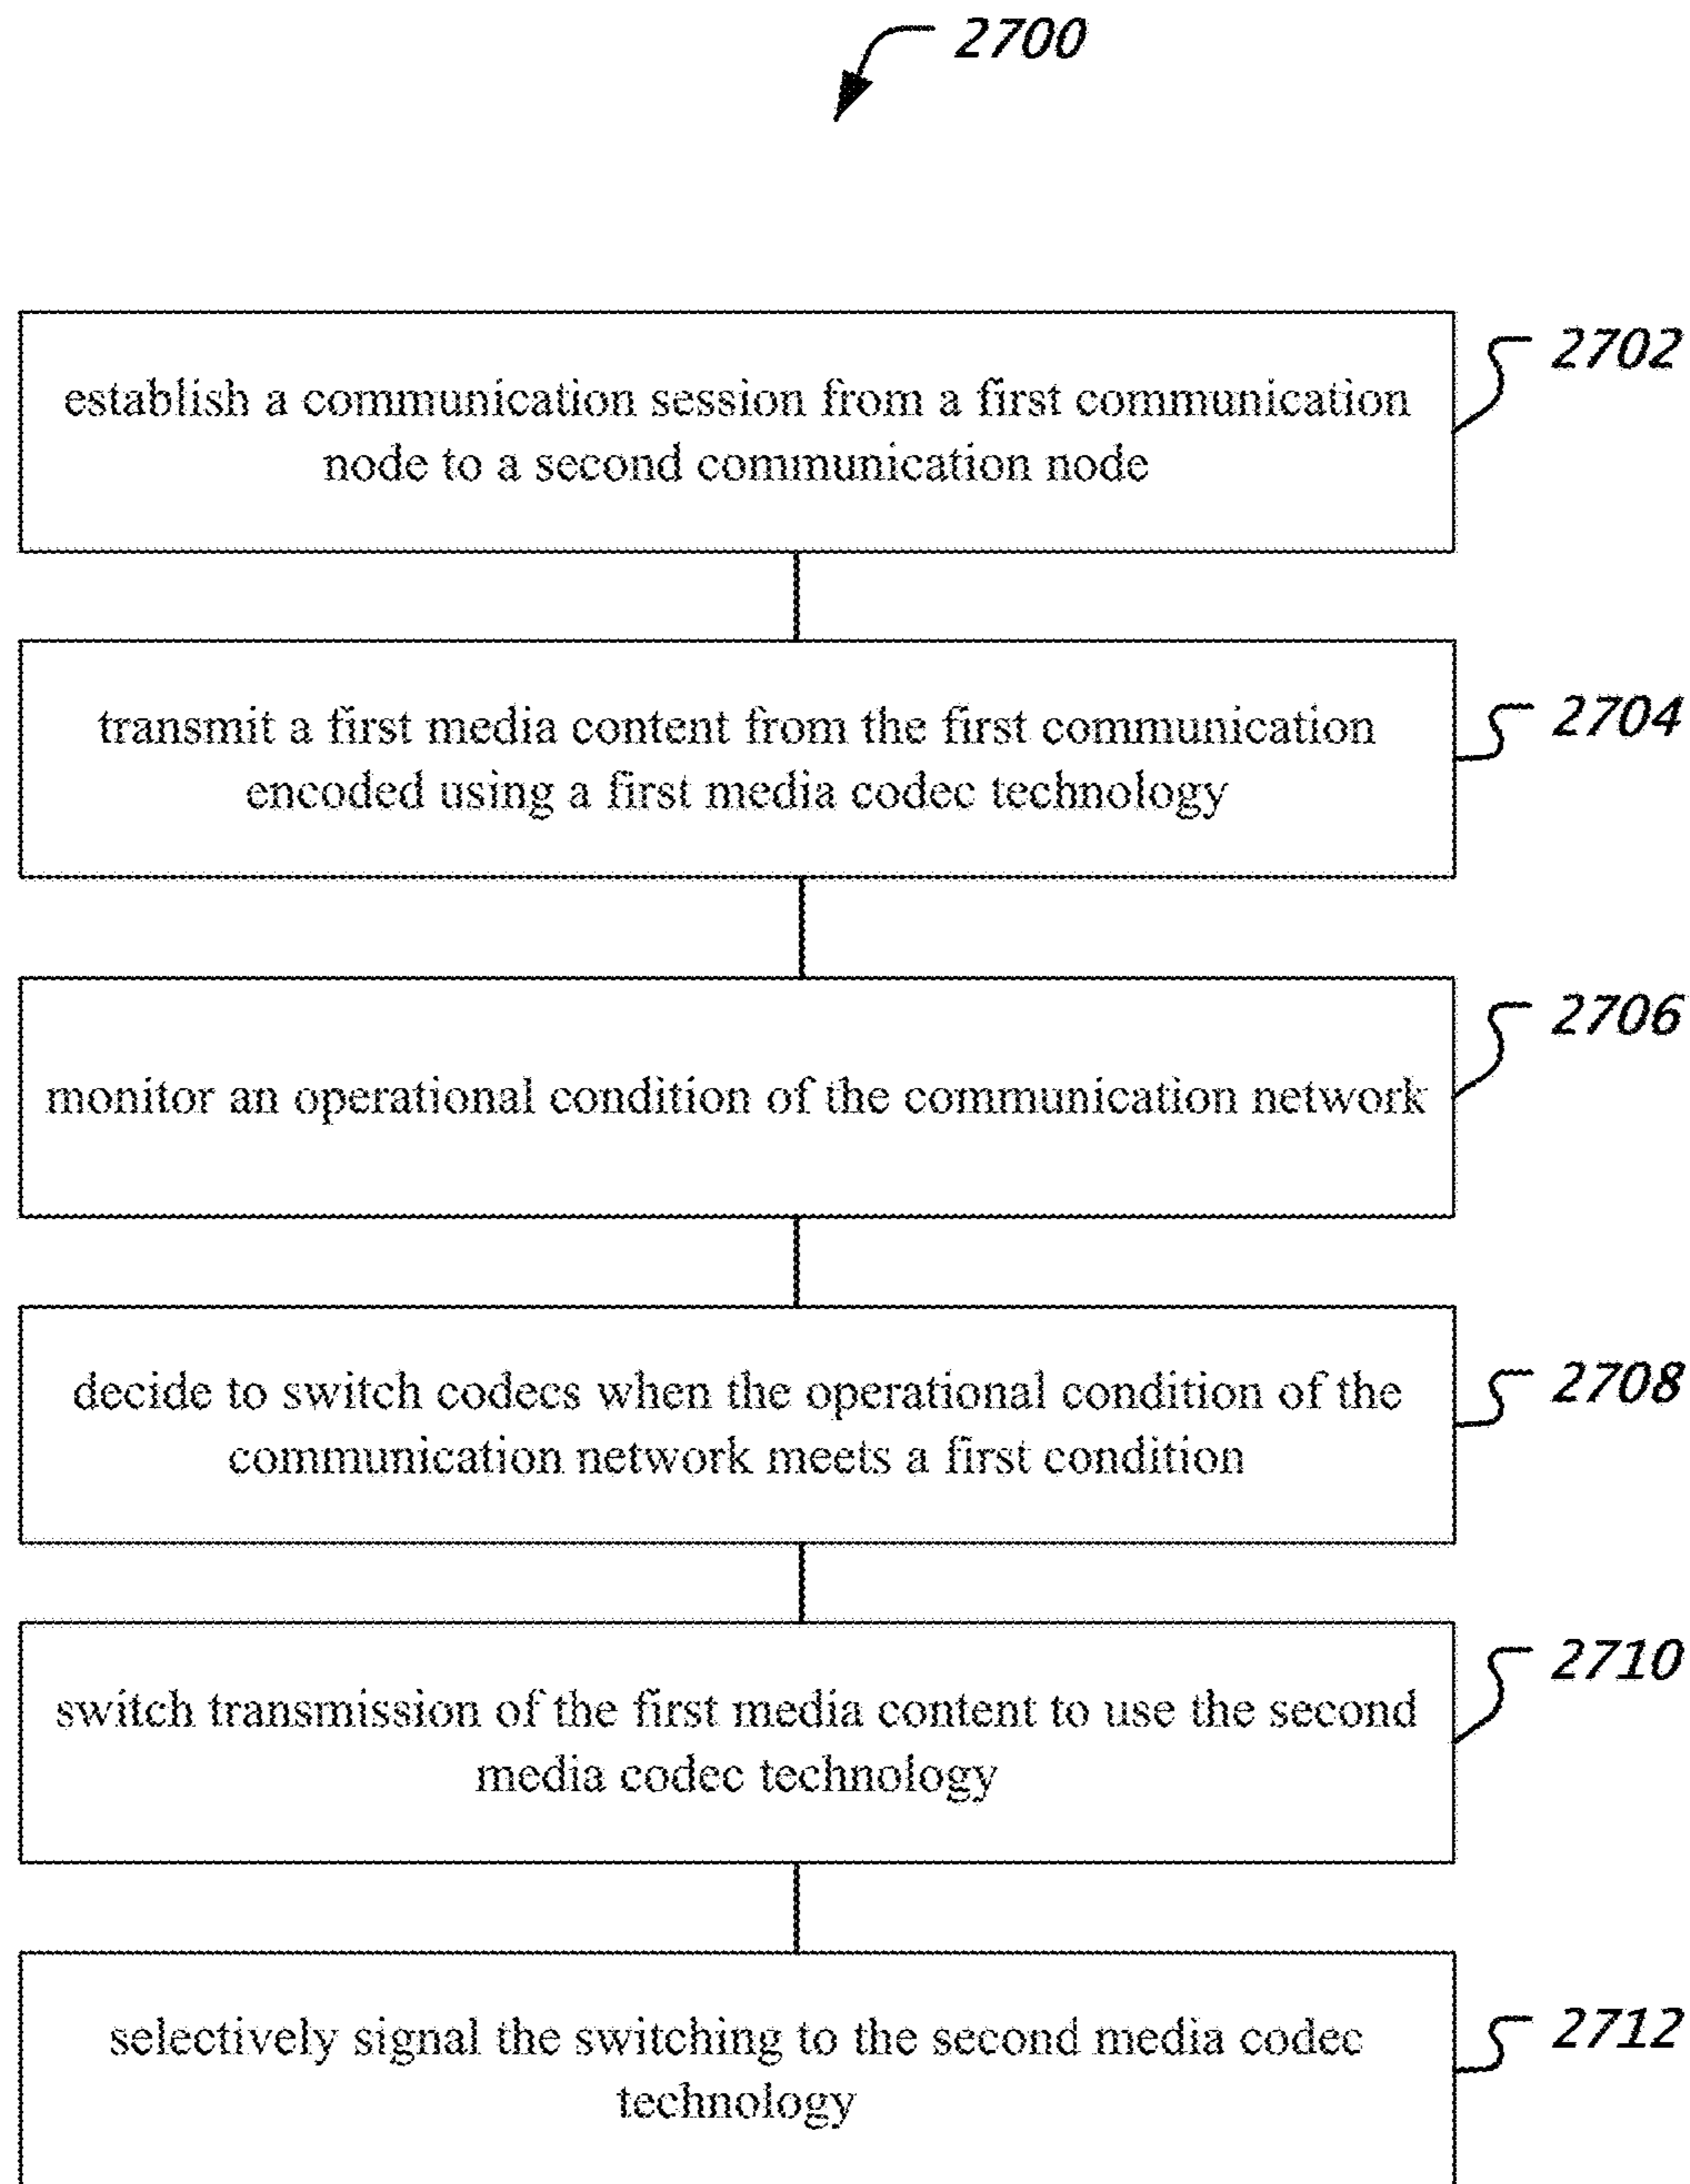 2700
establish a communication session from a first communication
node to a second communication node
2702
transmit a first media content from the first communication
encoded using a first media codec technology
2704
monitor an operational condition of the communication network
2706
decide to switch codecs when the operational condition of the
communication network meets a first condition
2708
switch transmission of the first media content to use the second
media codec technology
2710
selectively signal the switching to the second media codec
technology
2712